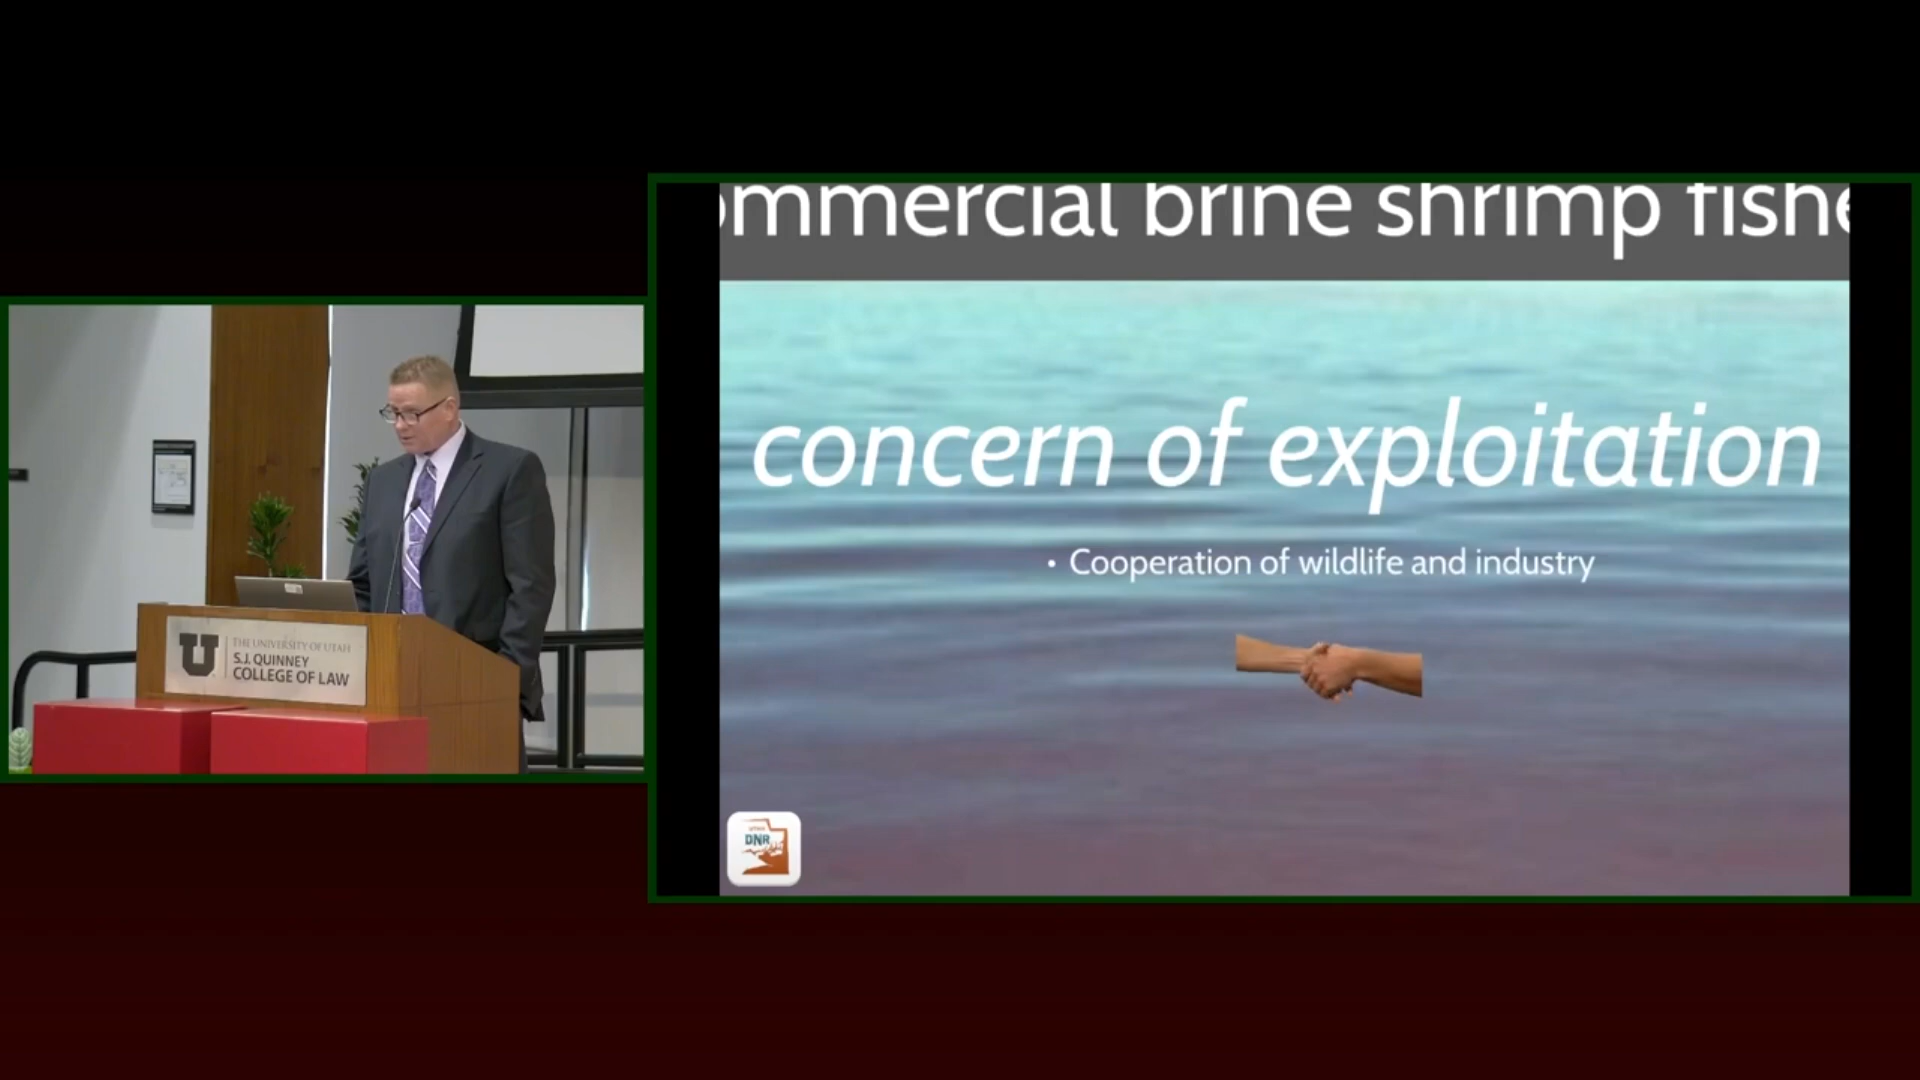 ommercial brine shrimp fishe
concern of exploitation
• Cooperation of wildlife and industry
DNR
U
THE UNIVERSITY OF UTAH
S.J. QUINNEY
COLLEGE OF LAW